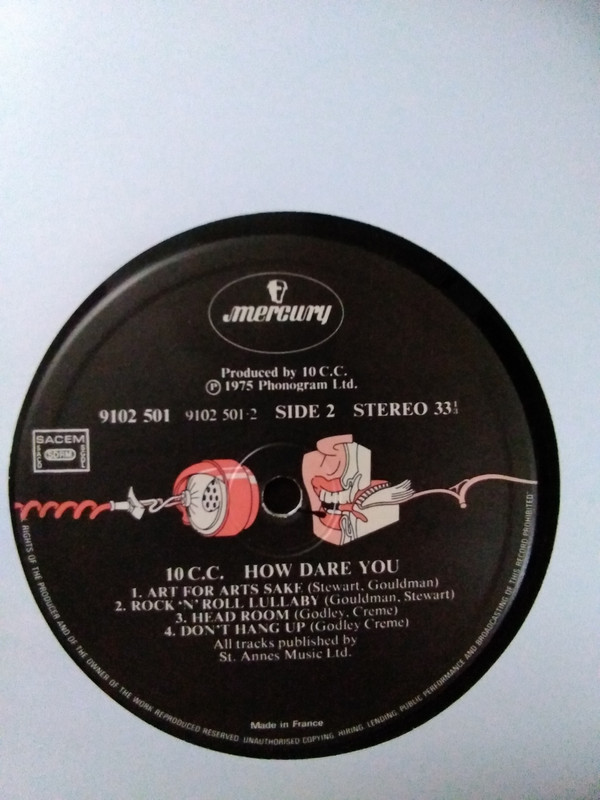 mercury
Produced by 10 C.C.
Ⓟ 1975 Phonogram Ltd.
9102 501 9102 501·2 SIDE 2 STEREO 33⅓
SACEM
SACD SDRM SGDL
10 C.C. HOW DARE YOU
1. ART FOR ARTS SAKE (Stewart, Gouldman)
2. ROCK 'N' ROLL LULLABY (Gouldman, Stewart)
3. HEAD ROOM (Godley, Creme)
4. DON'T HANG UP (Godley, Creme)
All tracks published by
St. Annes Music Ltd.
Made in France
RIGHTS OF THE PRODUCER AND OF THE OWNER OF THE WORK REPRODUCED RESERVED. UNAUTHORISED COPYING, HIRING, LENDING, PUBLIC PERFORMANCE AND BROADCASTING OF THIS RECORD PROHIBITED